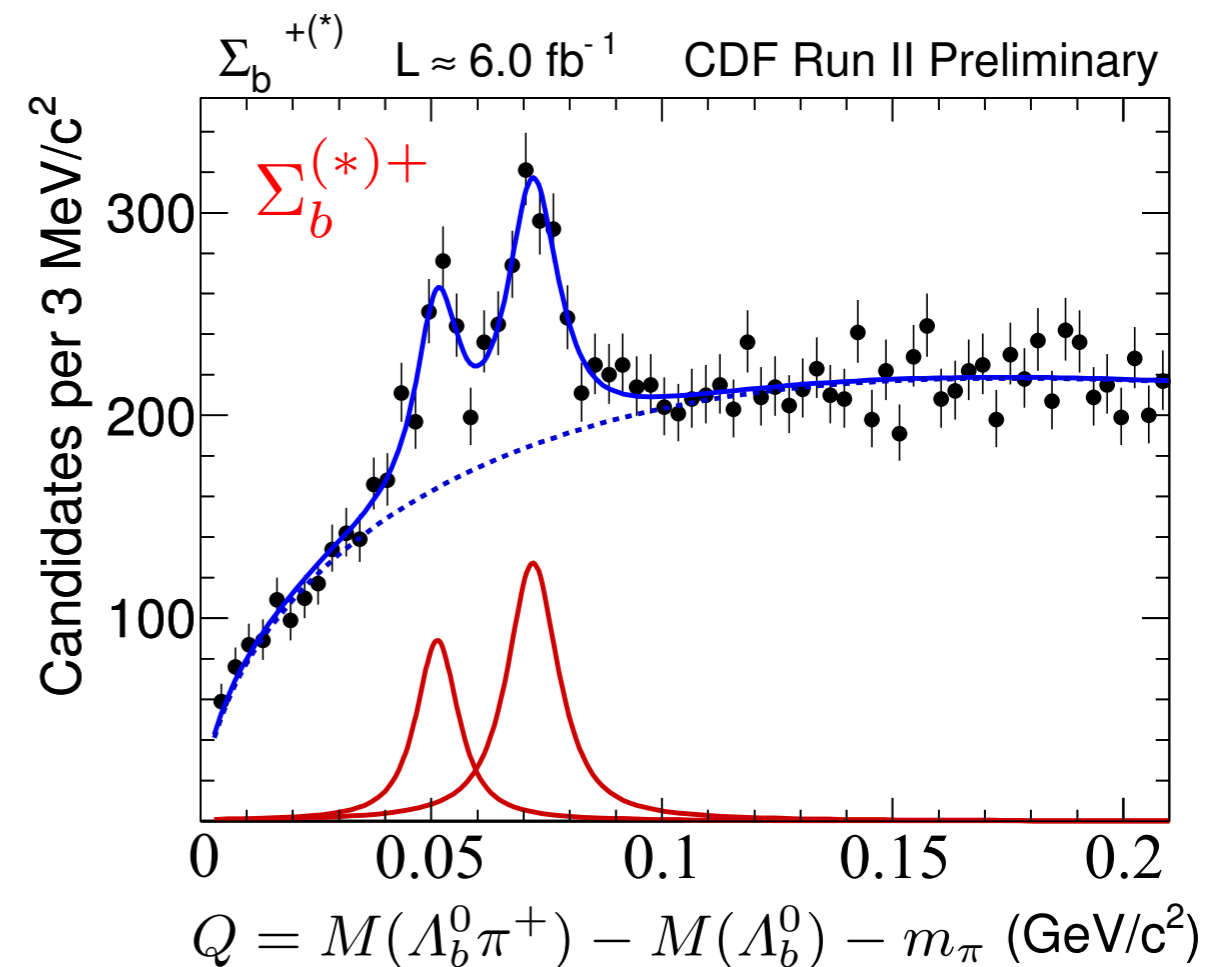 Σb+(*) L ≈ 6.0 fb-1 CDF Run II Preliminary
Σb(*)+
Candidates per 3 MeV/c2
300
200
100
0 0.05 0.1 0.15 0.2
Q = M(Λb0π+) − M(Λb0) − mπ (GeV/c2)